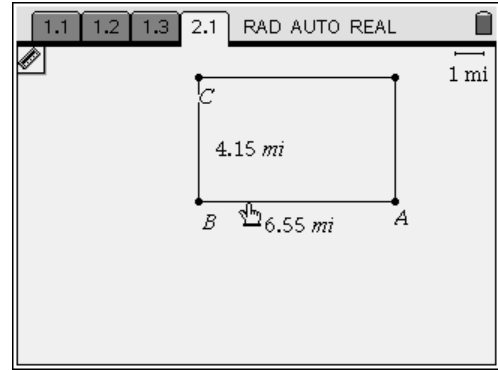 1.1 1.2 1.3 2.1 RAD AUTO REAL
1 mi
C
4.15 mi
B 6.55 mi A